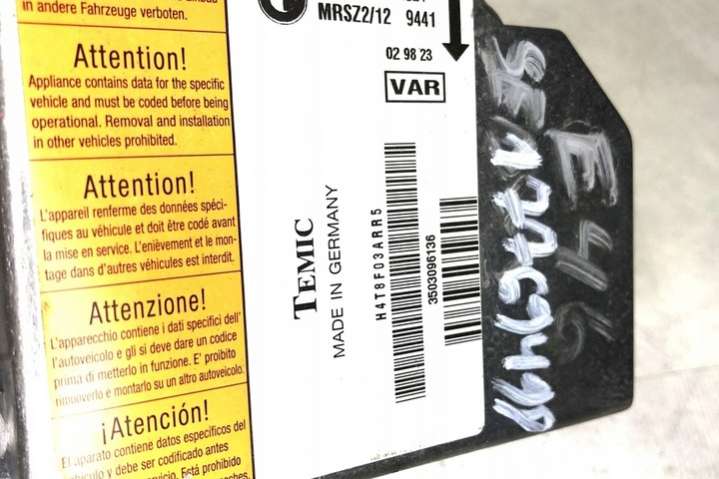 in andere Fahrzeuge verboten.
Attention!
Appliance contains data for the specific
vehicle and must be coded before being
operational. Removal and installation
in other vehicles prohibited.
Attention!
L'appareil renferme des données spéci-
fiques au véhicule et doit être codé avant
la mise en service. L'enièvement et le mon-
tage dans d'autres véhicules est interdit.
Attenzione!
L'apparecchio contiene i dati specifici dell'
l'autoveicolo e gli si deve dare un codice
prima di metterlo in funzione. E' proibito
rimuoverlo e montarlo su un altro autoveicolo.
¡Atención!
El aparato contiene datos específicos del
vehículo y debe ser codificado antes
servicio. Está prohibido
MRSZ2/12 9441
02 98 23
VAR
TEMIC
MADE IN GERMANY
H4T8F03ARR5
3503096136